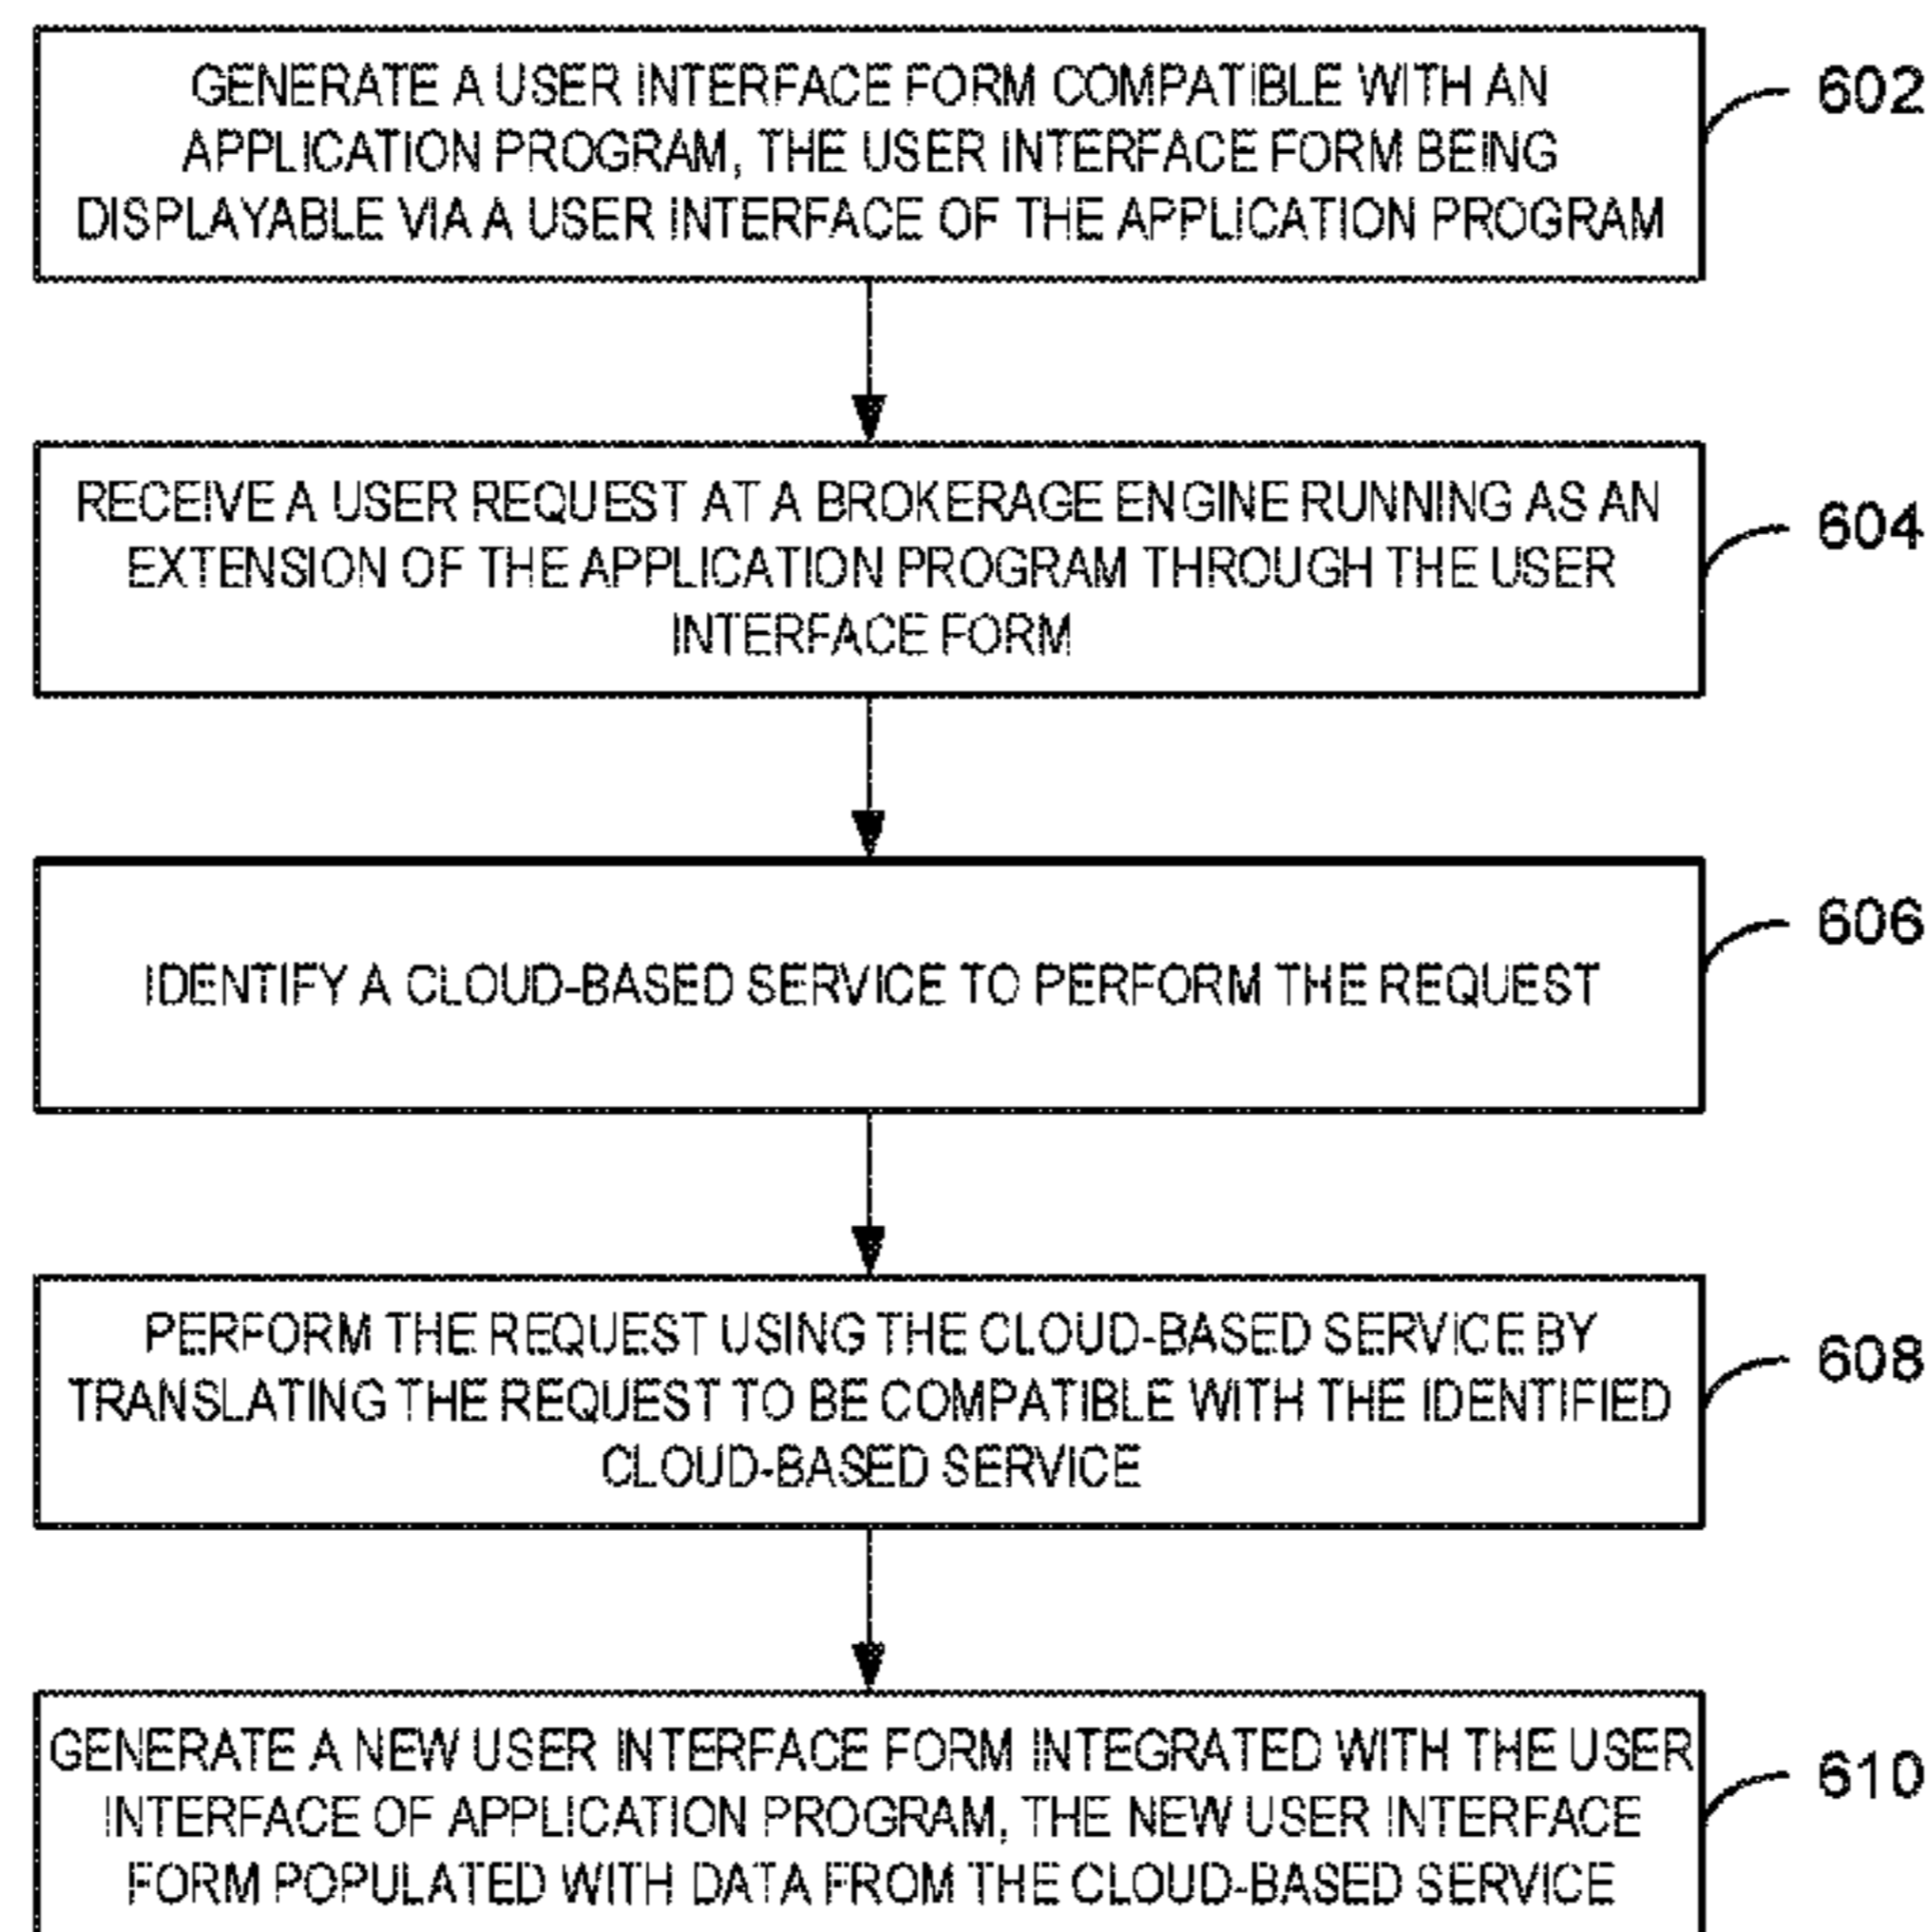 GENERATE A USER INTERFACE FORM COMPATIBLE WITH AN
APPLICATION PROGRAM, THE USER INTERFACE FORM BEING
DISPLAYABLE VIA A USER INTERFACE OF THE APPLICATION PROGRAM
602
RECEIVE A USER REQUEST AT A BROKERAGE ENGINE RUNNING AS AN
EXTENSION OF THE APPLICATION PROGRAM THROUGH THE USER
INTERFACE FORM
604
IDENTIFY A CLOUD-BASED SERVICE TO PERFORM THE REQUEST
606
PERFORM THE REQUEST USING THE CLOUD-BASED SERVICE BY
TRANSLATING THE REQUEST TO BE COMPATIBLE WITH THE IDENTIFIED
CLOUD-BASED SERVICE
608
GENERATE A NEW USER INTERFACE FORM INTEGRATED WITH THE USER
INTERFACE OF APPLICATION PROGRAM, THE NEW USER INTERFACE
FORM POPULATED WITH DATA FROM THE CLOUD-BASED SERVICE
610